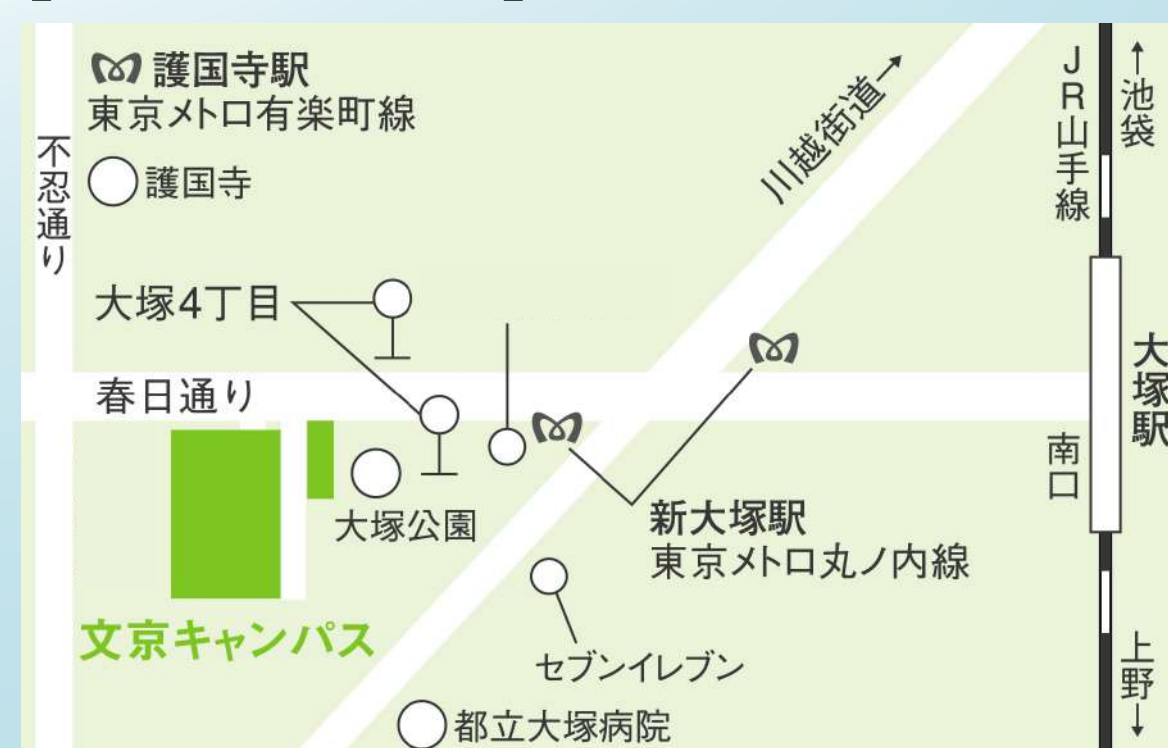 護国寺駅
東京メトロ有楽町線
護国寺
不忍通り
川越街道→
JR山手線
↑池袋
大塚4丁目
春日通り
大塚駅
南口
大塚公園
新大塚駅
東京メトロ丸ノ内線
文京キャンパス
セブンイレブン
都立大塚病院
上野↓